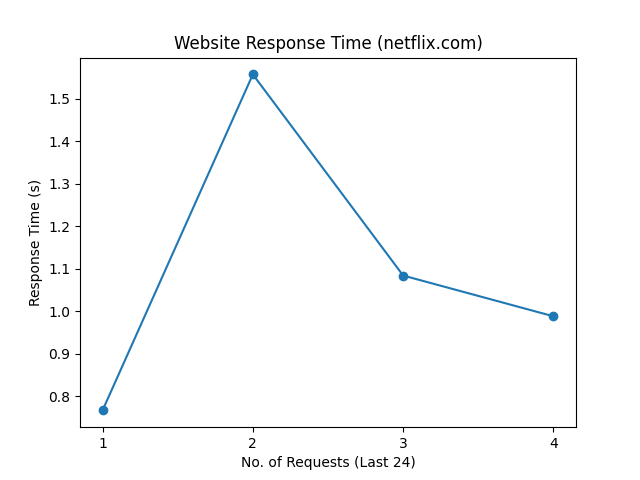 Website Response Time (netflix.com)
Response Time (s)
1.5
1.4
1.3
1.2
1.1
1.0
0.9
0.8
1 2 3 4
No. of Requests (Last 24)